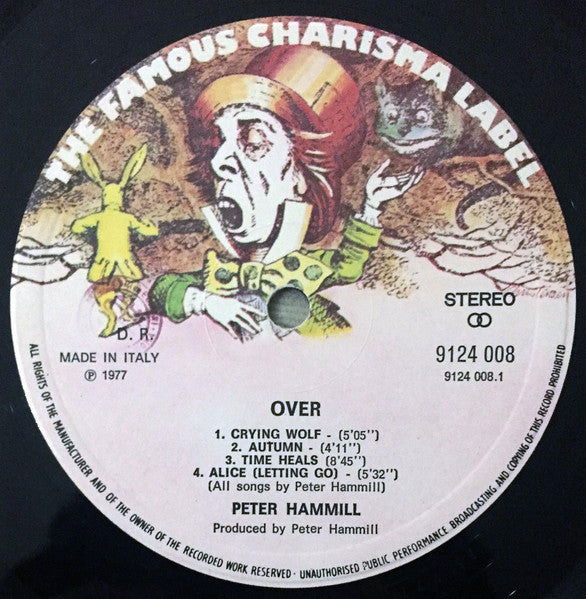 THE FAMOUS CHARISMA LABEL
STEREO
D. R.
MADE IN ITALY
℗ 1977
9124 008
9124 008.1
OVER
1. CRYING WOLF - (5'05")
2. AUTUMN - (4'11")
3. TIME HEALS (8'45")
4. ALICE (LETTING GO) - (5'32")
(All songs by Peter Hammill)
PETER HAMMILL
Produced by Peter Hammill
ALL RIGHTS OF THE MANUFACTURER AND OF THE OWNER OF THE RECORDED WORK RESERVED · UNAUTHORISED PUBLIC PERFORMANCE BROADCASTING AND COPYING OF THIS RECORD PROHIBITED